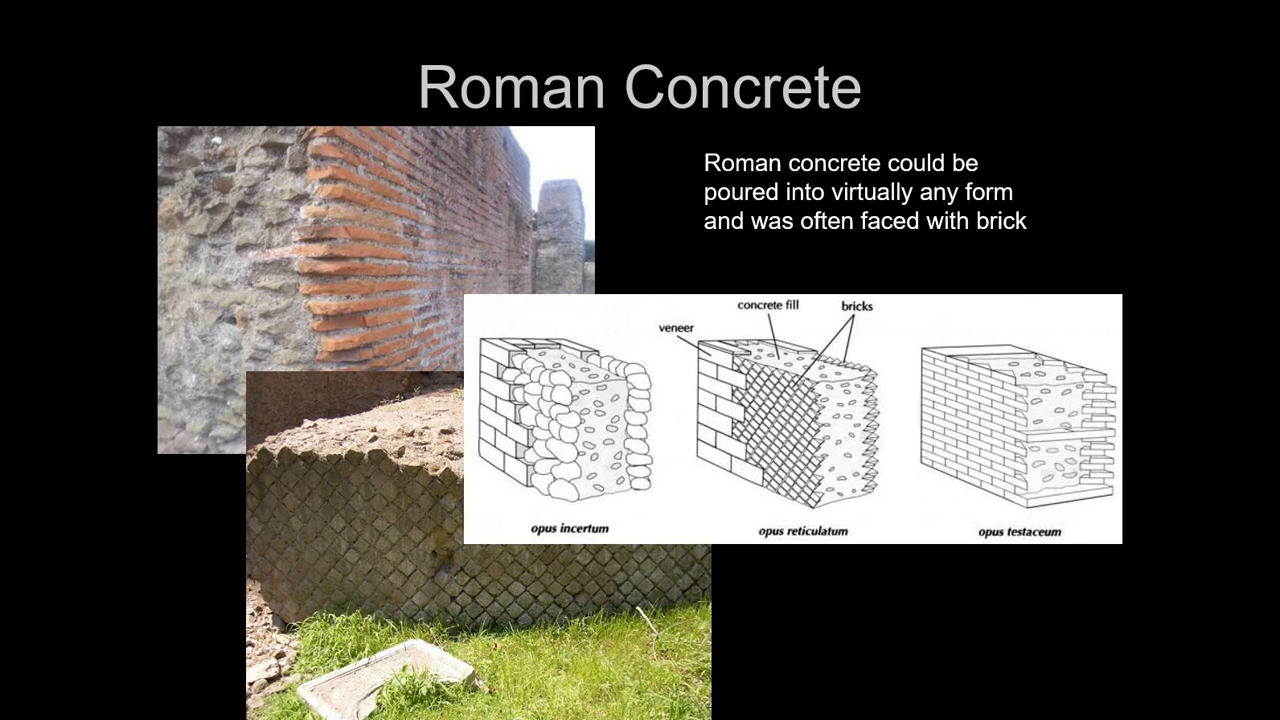 Roman Concrete
Roman concrete could be
poured into virtually any form
and was often faced with brick
concrete fill
bricks
veneer
opus incertum
opus reticulatum
opus testaceum